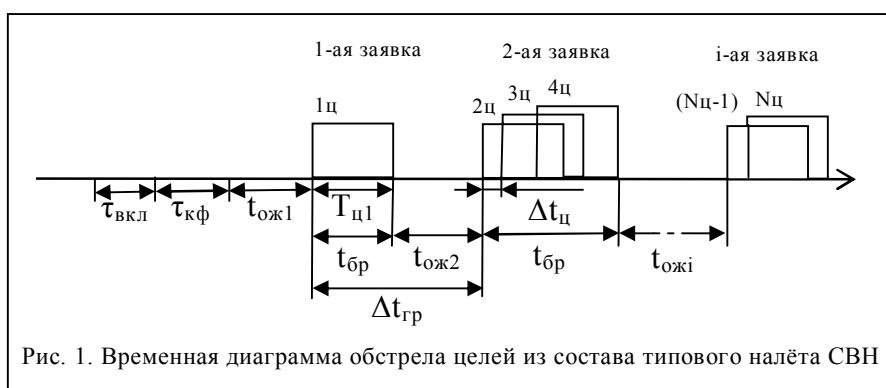 1-ая заявка 2-ая заявка i-ая заявка
1ц 2ц 3ц 4ц (Nц-1) Nц
τвкл τкф tож1 Tц1 Δtц
tбр tож2 tбр tожi
Δtгр
Рис. 1. Временная диаграмма обстрела целей из состава типового налёта СВН